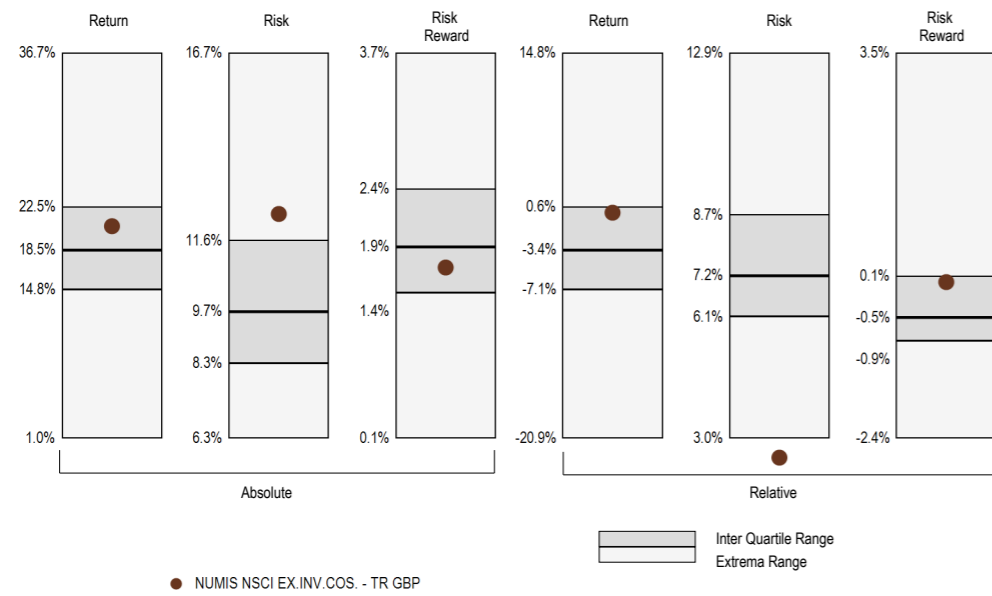 Return
Risk
Risk
Reward
Return
Risk
Risk
Reward
36.7%
22.5%
18.5%
14.8%
1.0%
16.7%
11.6%
9.7%
8.3%
6.3%
3.7%
2.4%
1.9%
1.4%
0.1%
14.8%
0.6%
-3.4%
-7.1%
-20.9%
12.9%
8.7%
7.2%
6.1%
3.0%
3.5%
0.1%
-0.5%
-0.9%
-2.4%
Absolute
Relative
Inter Quartile Range
Extrema Range
NUMIS NSCI EX.INV.COS. - TR GBP